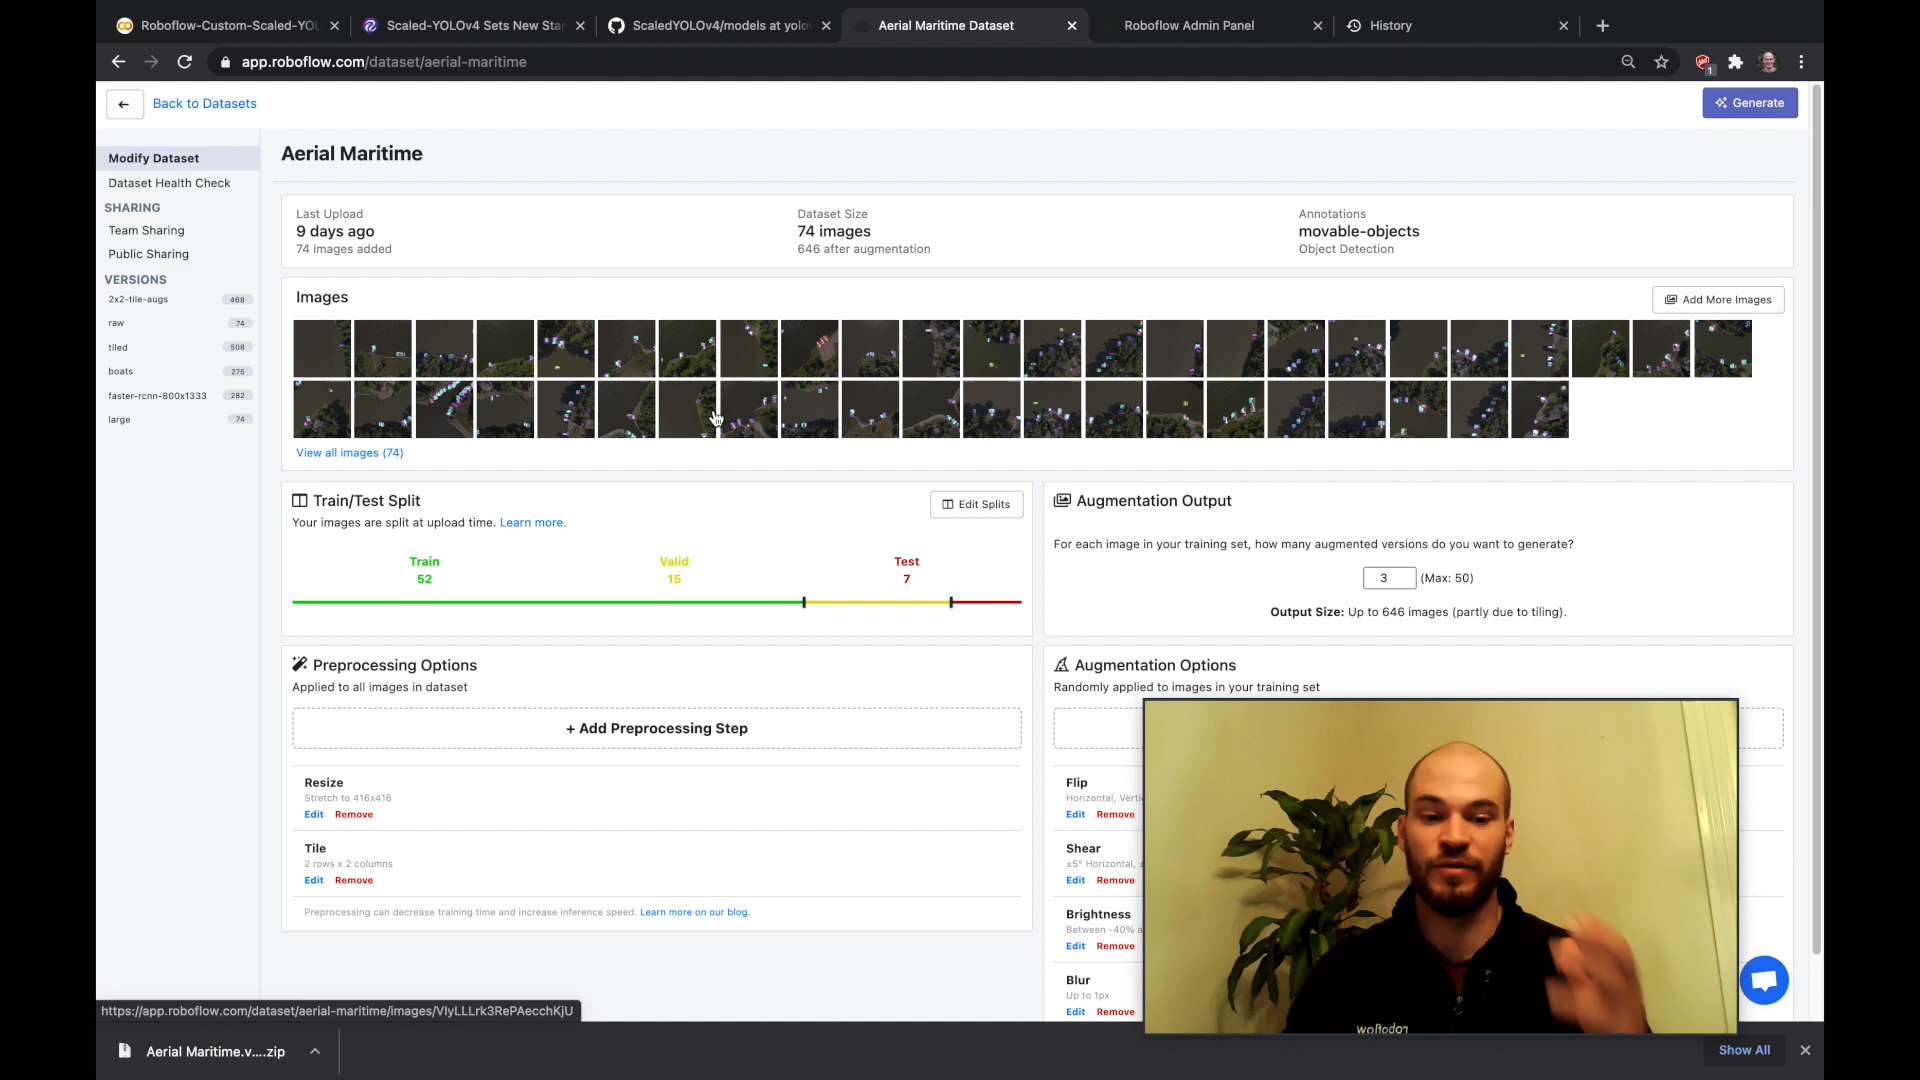 Roboflow-Custom-Scaled-YOL
Scaled-YOLOv4 Sets New Star
ScaledYOLOv4/models at yolo
Aerial Maritime Dataset
Roboflow Admin Panel
History
app.roboflow.com/dataset/aerial-maritime
1
Back to Datasets
Generate
Modify Dataset
Dataset Health Check
SHARING
Team Sharing
Public Sharing
VERSIONS
2x2-tile-augs 468
raw 74
tiled 508
boats 275
faster-rcnn-800x1333 282
large 74
Aerial Maritime
Last Upload
9 days ago
74 images added
Dataset Size
74 images
646 after augmentation
Annotations
movable-objects
Object Detection
Images
Add More Images
View all images (74)
Train/Test Split
Edit Splits
Your images are split at upload time. Learn more.
Train
52
Valid
15
Test
7
Augmentation Output
For each image in your training set, how many augmented versions do you want to generate?
3 (Max: 50)
Output Size: Up to 646 images (partly due to tiling).
Preprocessing Options
Applied to all images in dataset
+ Add Preprocessing Step
Resize
Stretch to 416x416
Edit Remove
Tile
2 rows x 2 columns
Edit Remove
Preprocessing can decrease training time and increase inference speed. Learn more on our blog.
Augmentation Options
Randomly applied to images in your training set
Flip
Horizontal, Verti
Edit Remove
Shear
±5° Horizontal, ±
Edit Remove
Brightness
Between -40% a
Edit Remove
Blur
Up to 1px
Edit Remove
roboflow
https://app.roboflow.com/dataset/aerial-maritime/images/VlyLLLrk3RePAecchKjU
Aerial Maritime.v....zip
Show All